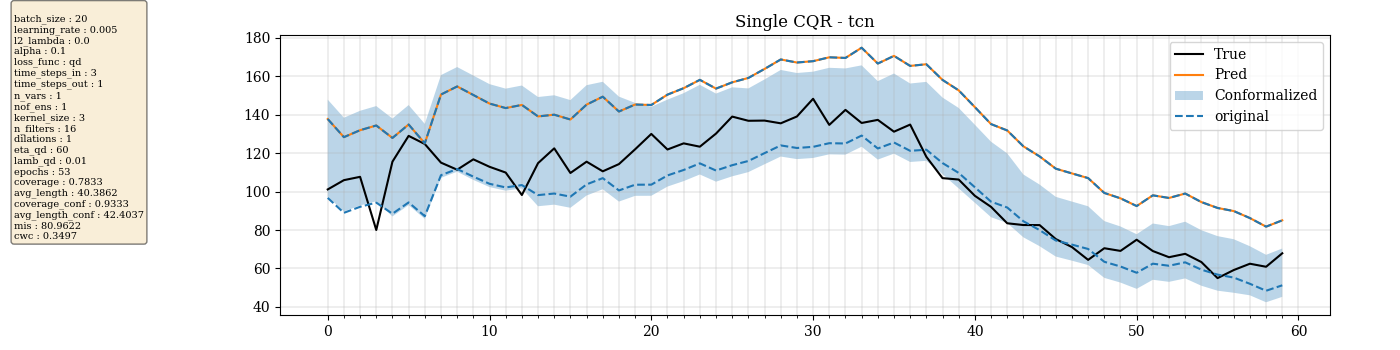 Single CQR - tcn
batch_size : 20
learning_rate : 0.005
l2_lambda : 0.0
alpha : 0.1
loss_func : qd
time_steps_in : 3
time_steps_out : 1
n_vars : 1
nof_ens : 1
kernel_size : 3
n_filters : 16
dilations : 1
eta_qd : 60
lamb_qd : 0.01
epochs : 53
coverage : 0.7833
avg_length : 40.3862
coverage_conf : 0.9333
avg_length_conf : 42.4037
mis : 80.9622
cwc : 0.3497
180
160
140
120
100
80
60
40
0 10 20 30 40 50 60
True
Pred
Conformalized
original